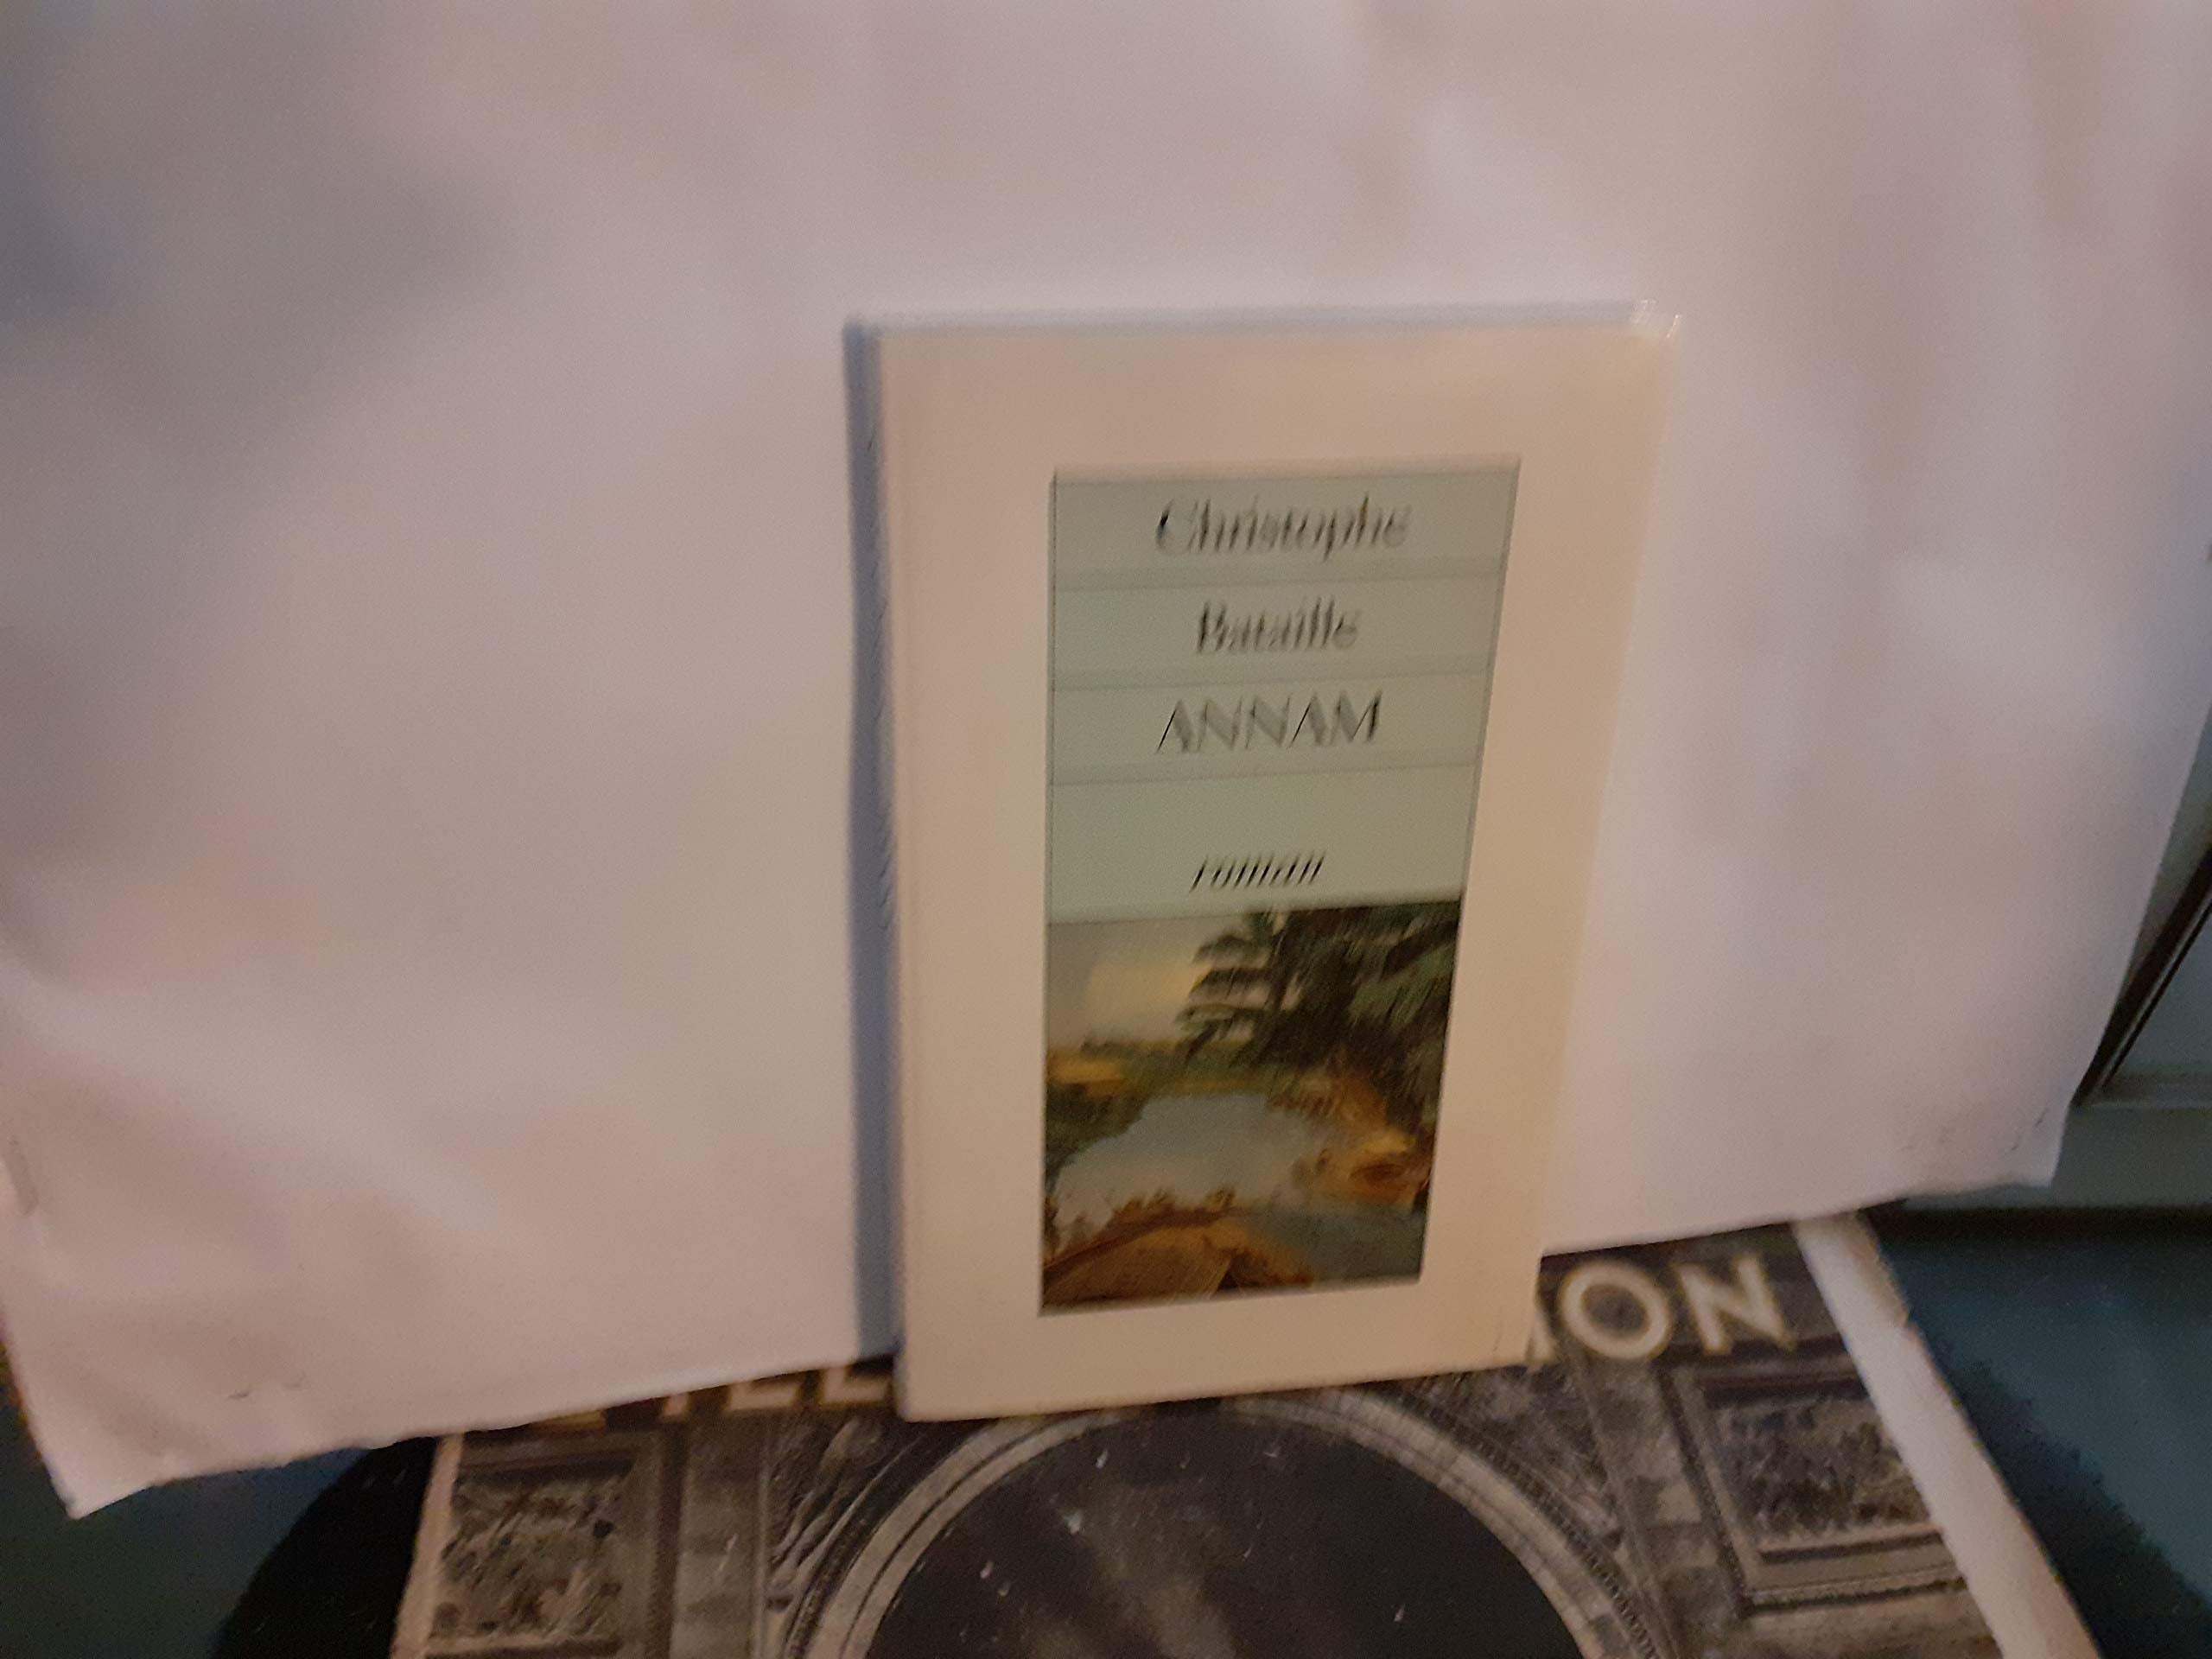 Christophe
Bataille
ANNAM
roman